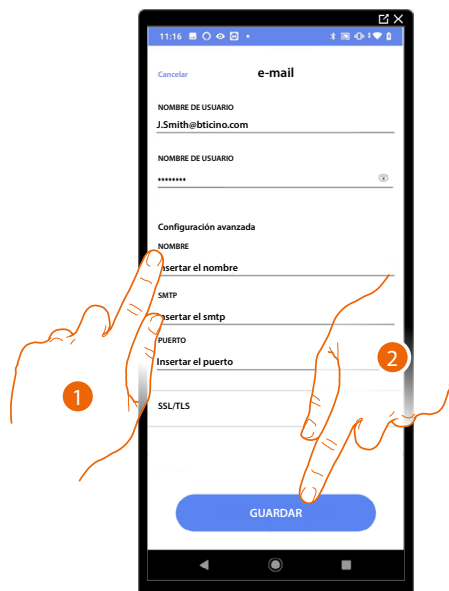 11:16
Cancelar
e-mail
NOMBRE DE USUARIO
J.Smith@bticino.com
NOMBRE DE USUARIO
••••••••
Configuración avanzada
NOMBRE
Insertar el nombre
SMTP
Insertar el smtp
PUERTO
Insertar el puerto
SSL/TLS
GUARDAR
1
2